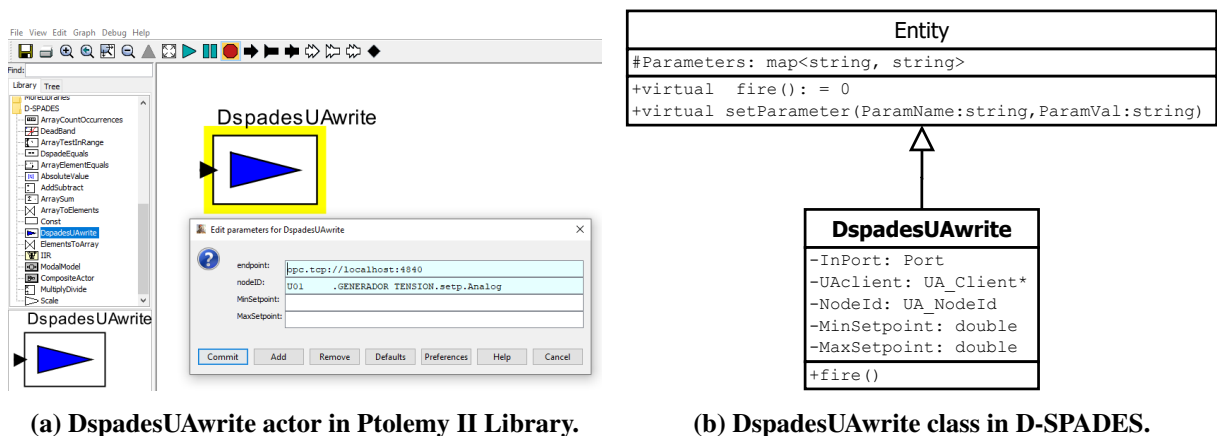 File View Edit Graph Debug Help
Find:
Library Tree
MoreLibraries
D-SPADES
ArrayCountOccurrences
DeadBand
ArrayTestInRange
DspadeEquals
ArrayElementEquals
AbsoluteValue
AddSubtract
ArraySum
ArrayToElements
Const
DspadesUAwrite
ElementsToArray
IIR
ModalModel
CompositeActor
MultiplyDivide
Scale
DspadesUAwrite
DspadesUAwrite
Edit parameters for DspadesUAwrite
endpoint: opc.tcp://localhost:4840
nodeID: U01 .GENERADOR TENSION.setp.Analog
MinSetpoint:
MaxSetpoint:
Commit Add Remove Defaults Preferences Help Cancel
(a) DspadesUAwrite actor in Ptolemy II Library.
Entity
#Parameters: map<string, string>
+virtual fire(): = 0
+virtual setParameter(ParamName:string,ParamVal:string)
DspadesUAwrite
-InPort: Port
-UAclient: UA_Client*
-NodeId: UA_NodeId
-MinSetpoint: double
-MaxSetpoint: double
+fire()
(b) DspadesUAwrite class in D-SPADES.